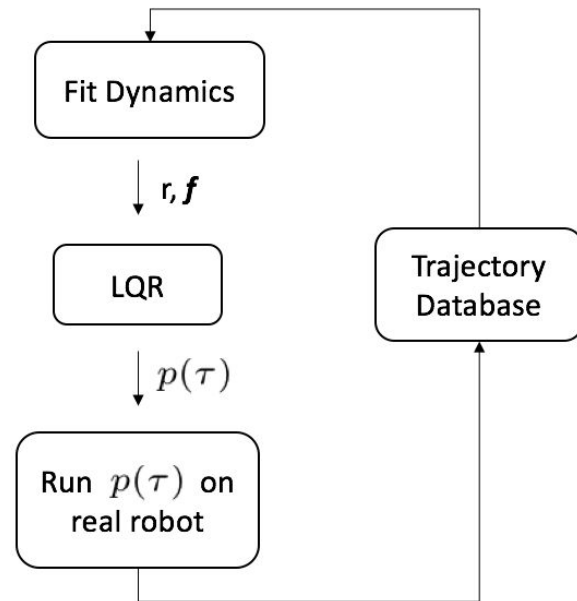 Fit Dynamics
r, f
LQR
p(τ)
Run p(τ) on
real robot
Trajectory
Database